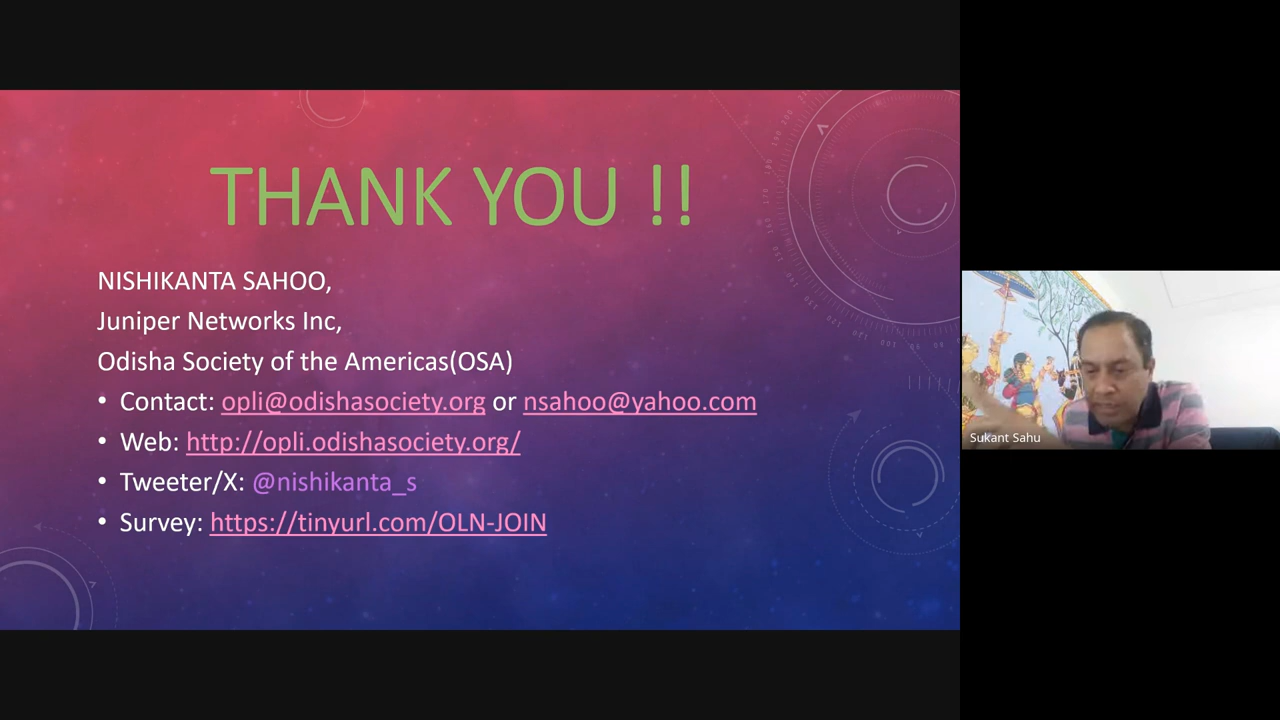 THANK YOU !!
NISHIKANTA SAHOO,
Juniper Networks Inc,
Odisha Society of the Americas(OSA)
• Contact: opli@odishasociety.org or nsahoo@yahoo.com
• Web: http://opli.odishasociety.org/
• Tweeter/X: @nishikanta_s
• Survey: https://tinyurl.com/OLN-JOIN
Sukant Sahu